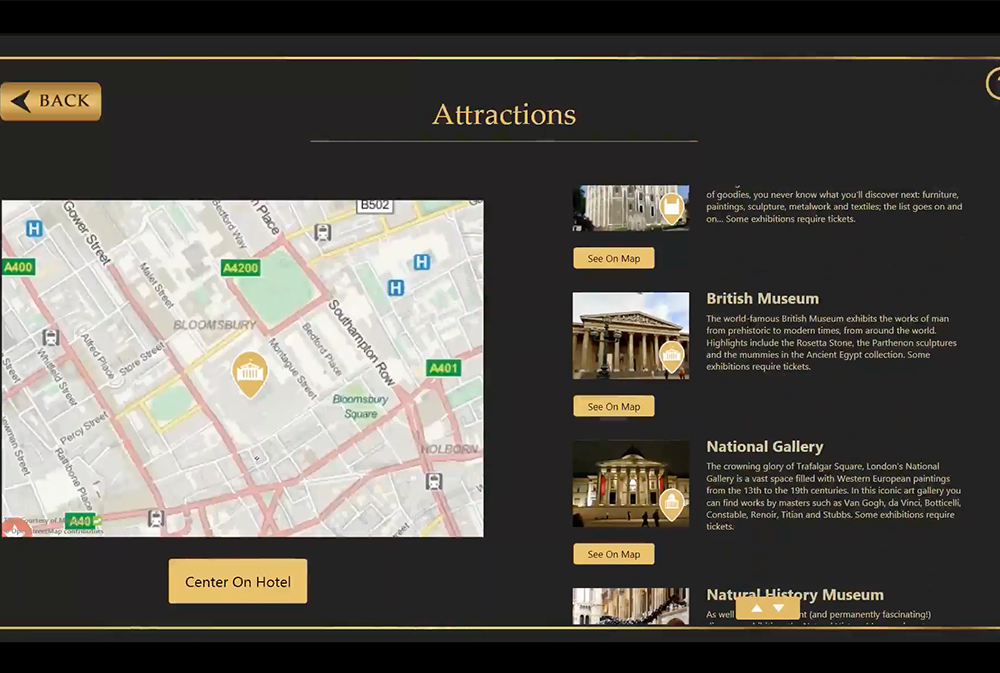 BACK
?
Attractions
of goodies, you never know what you'll discover next: furniture,
paintings, sculpture, metalwork and textiles; the list goes on and
on... Some exhibitions require tickets.
See On Map
British Museum
The world-famous British Museum exhibits the works of man
from prehistoric to modern times, from around the world.
Highlights include the Rosetta Stone, the Parthenon sculptures
and the mummies in the Ancient Egypt collection. Some
exhibitions require tickets.
See On Map
National Gallery
The crowning glory of Trafalgar Square, London's National
Gallery is a vast space filled with Western European paintings
from the 13th to the 19th centuries. In this iconic art gallery you
can find works by masters such as Van Gogh, da Vinci, Botticelli,
Constable, Renoir, Titian and Stubbs. Some exhibitions require
tickets.
See On Map
Natural History Museum
As well
(and permanently fascinating!)
B502
Gower Street
Bedford Way
n Place
H
A400
A4200
H
H
Malet Street
Southampton Row
BLOOMSBURY
Bedford Place
Montague Street
Alfred Place
Store Street
Whitfield Street
Street
A401
Bloomsbury
Square
Percy Street
HOLBORN
wman Street
Rathbone Place
A40
treet
Courtesy of M
OpenStreetMap contributors
Center On Hotel